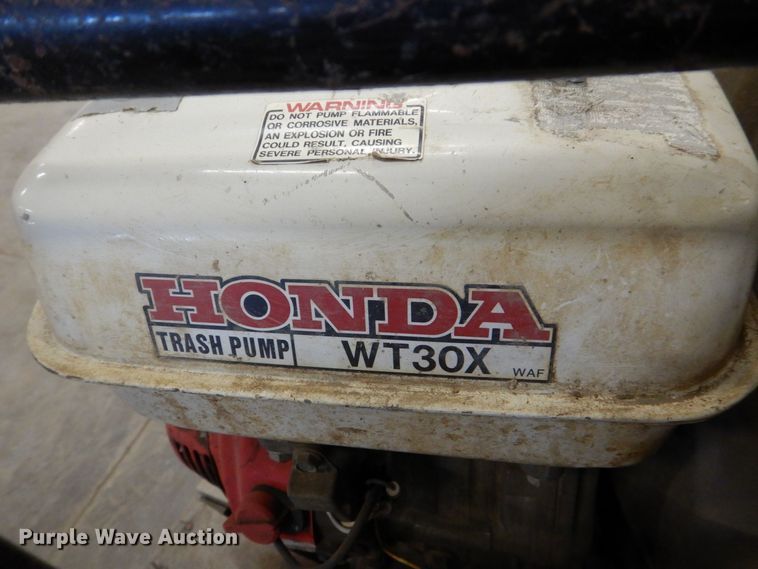 WARNING
DO NOT PUMP FLAMMABLE
OR CORROSIVE MATERIALS,
AN EXPLOSION OR FIRE
COULD RESULT, CAUSING
SEVERE PERSONAL INJURY.
HONDA
TRASH PUMP WT30X WAF
Purple Wave Auction